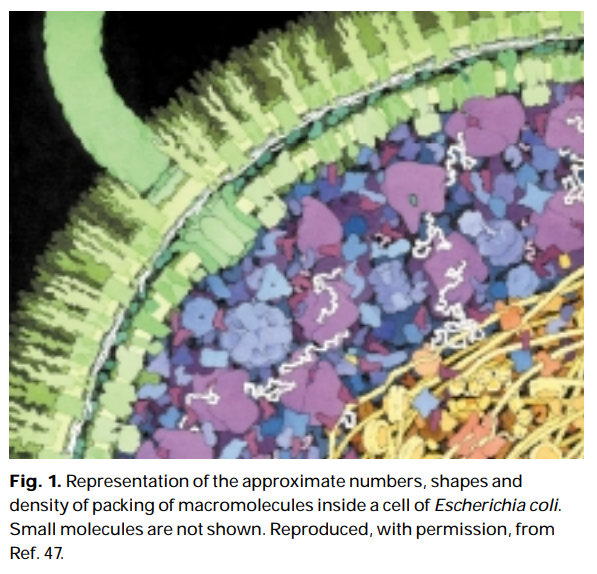 Fig. 1. Representation of the approximate numbers, shapes and
density of packing of macromolecules inside a cell of Escherichia coli.
Small molecules are not shown. Reproduced, with permission, from
Ref. 47.